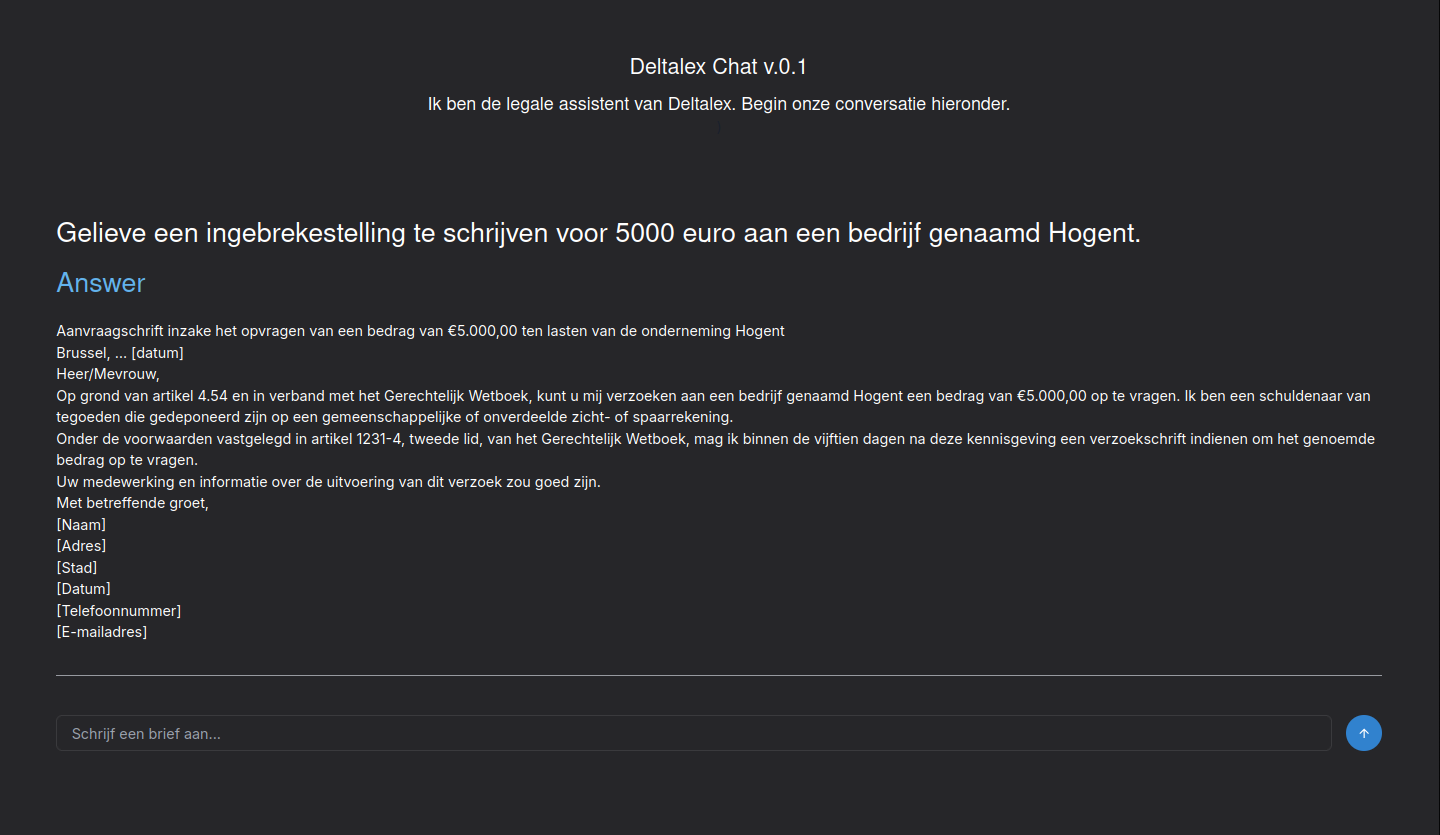 Deltalex Chat v.0.1
Ik ben de legale assistent van Deltalex. Begin onze conversatie hieronder.
Gelieve een ingebrekestelling te schrijven voor 5000 euro aan een bedrijf genaamd Hogent.
Answer
Aanvraagschrift inzake het opvragen van een bedrag van €5.000,00 ten lasten van de onderneming Hogent
Brussel, ... [datum]
Heer/Mevrouw,
Op grond van artikel 4.54 en in verband met het Gerechtelijk Wetboek, kunt u mij verzoeken aan een bedrijf genaamd Hogent een bedrag van €5.000,00 op te vragen. Ik ben een schuldenaar van
tegoeden die gedeponeerd zijn op een gemeenschappelijke of onverdeelde zicht- of spaarrekening.
Onder de voorwaarden vastgelegd in artikel 1231-4, tweede lid, van het Gerechtelijk Wetboek, mag ik binnen de vijftien dagen na deze kennisgeving een verzoekschrift indienen om het genoemde
bedrag op te vragen.
Uw medewerking en informatie over de uitvoering van dit verzoek zou goed zijn.
Met betreffende groet,
[Naam]
[Adres]
[Stad]
[Datum]
[Telefoonnummer]
[E-mailadres]
Schrijf een brief aan...